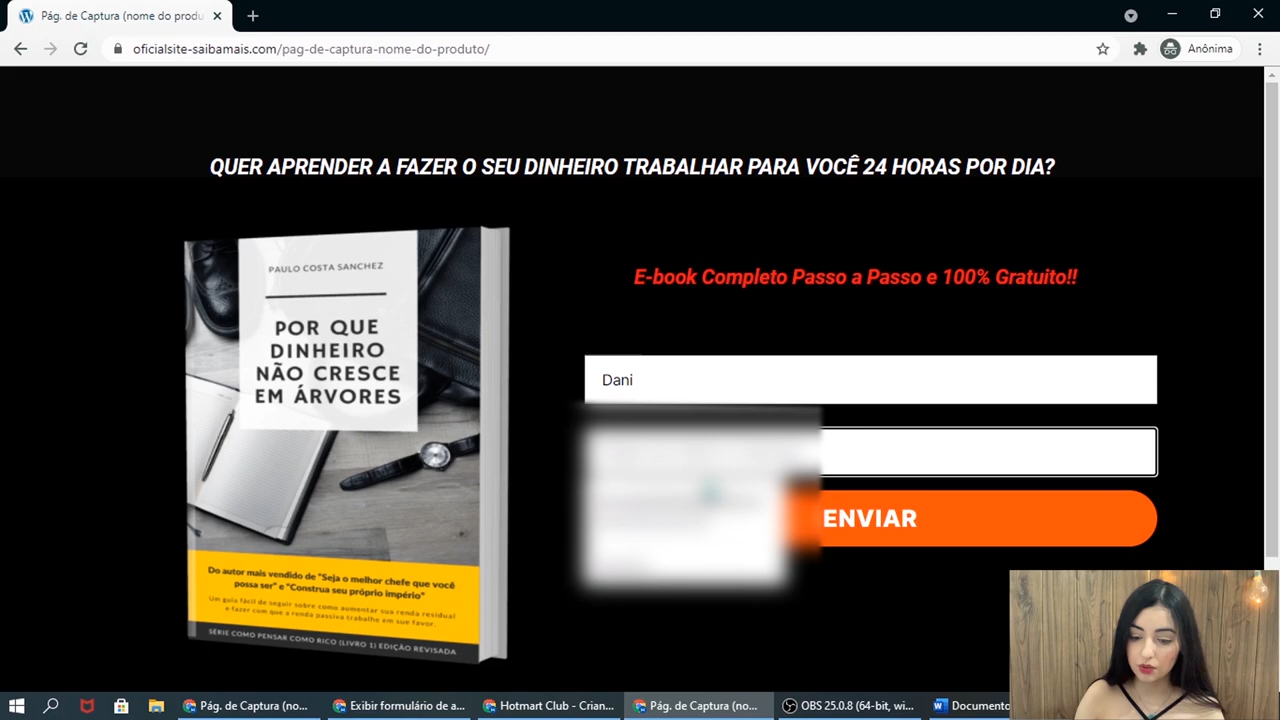 Pág. de Captura (nome do produ
oficialsite-saibamais.com/pag-de-captura-nome-do-produto/
Anônima
QUER APRENDER A FAZER O SEU DINHEIRO TRABALHAR PARA VOCÊ 24 HORAS POR DIA?
PAULO COSTA SANCHEZ
POR QUE
DINHEIRO
NÃO CRESCE
EM ÁRVORES
Do autor mais vendido de "Seja o melhor chefe que você
possa ser" e "Construa seu próprio império"
Um guia fácil de seguir sobre como aumentar sua renda residual
e fazer com que a renda passiva trabalhe em seu favor.
SÉRIE COMO PENSAR COMO RICO (LIVRO 1) EDIÇÃO REVISADA
E-book Completo Passo a Passo e 100% Gratuito!!
Dani
ENVIAR
Pág. de Captura (no...
Exibir formulário de a...
Hotmart Club - Crian...
Pág. de Captura (no...
OBS 25.0.8 (64-bit, wi...
Documento